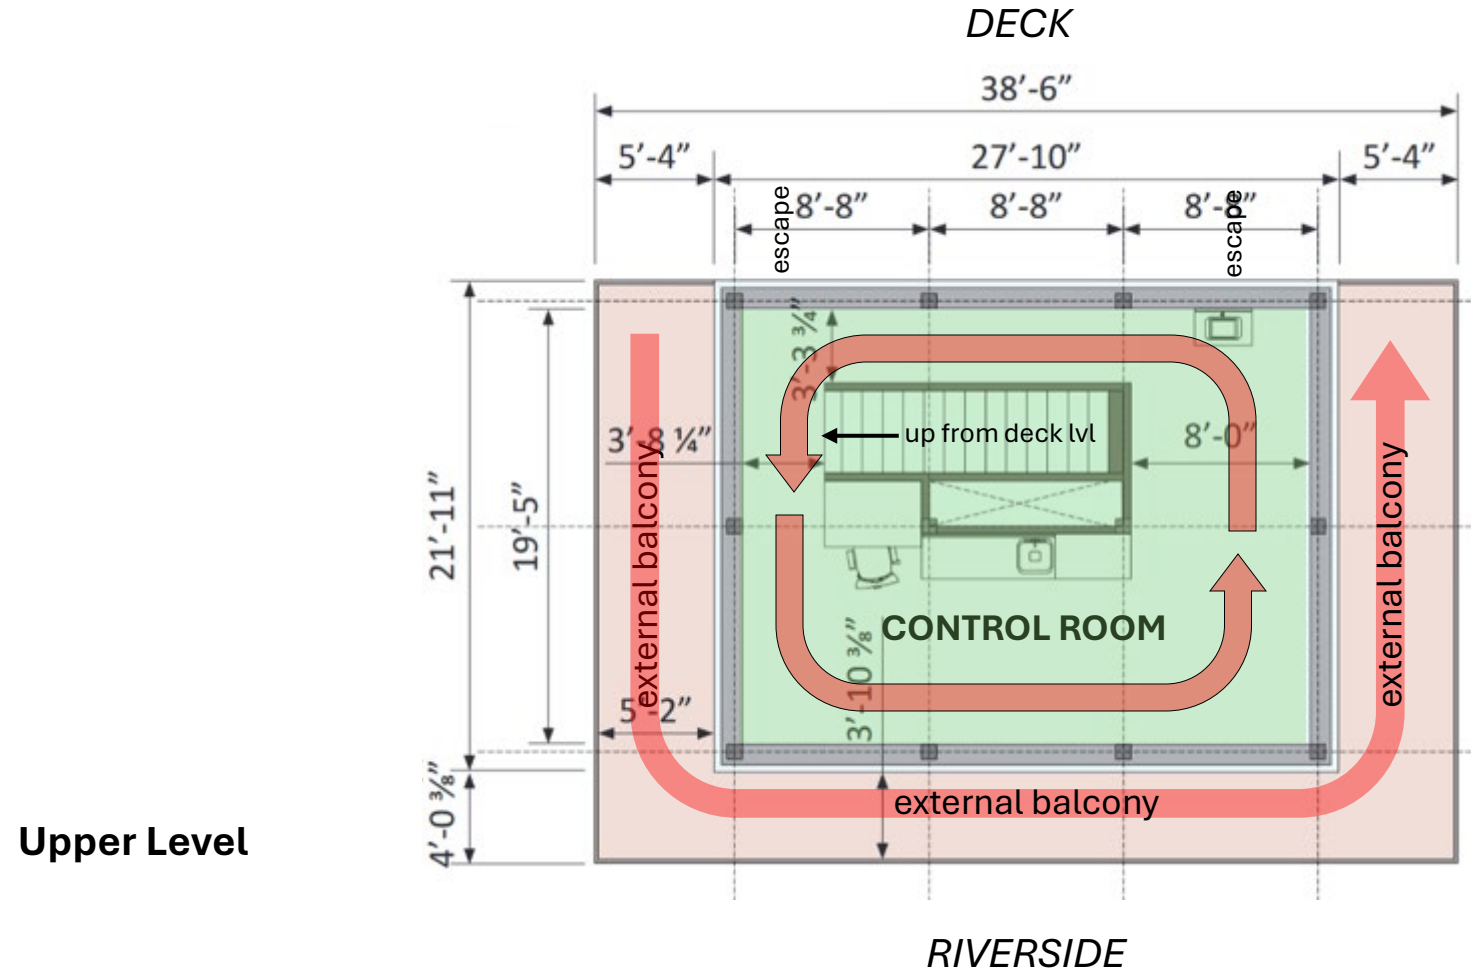 DECK
38’-6”
5’-4”
27’-10”
5’-4”
escape
8’-8”
8’-8”
8’-8”
escape
3’-3 ¾”
up from deck lvl
3’-8 ¼”
8’-0”
21’-11”
19’-5”
external balcony
external balcony
CONTROL ROOM
3’-10 ⅜”
5’-2”
4’-0 ⅜”
external balcony
Upper Level
RIVERSIDE